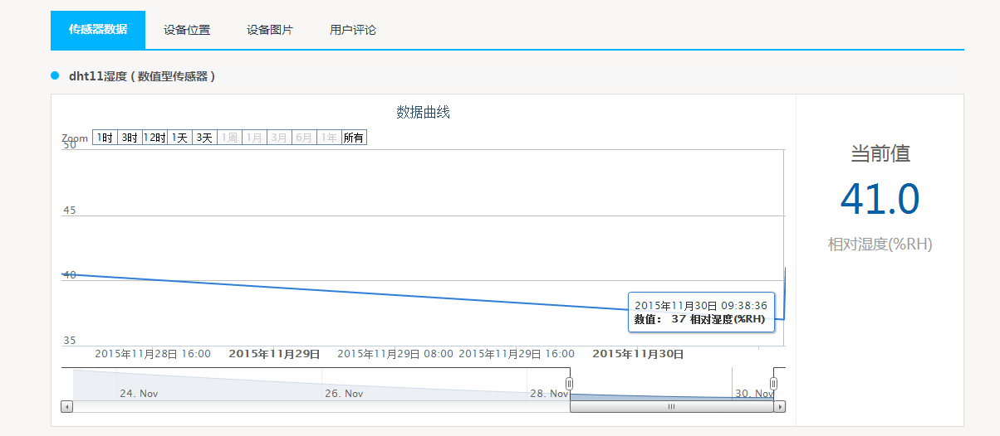 传感器数据 设备位置 设备图片 用户评论
dht11湿度 ( 数值型传感器 )
数据曲线
Zoom 1时 3时 12时 1天 3天 1周 1月 3月 6月 1年 所有
50
45
40
35
2015年11月30日 09:38:36
数值： 37 相对湿度(%RH)
2015年11月28日 16:00 2015年11月29日 2015年11月29日 08:00 2015年11月29日 16:00 2015年11月30日
24. Nov 26. Nov 28. Nov 30. Nov
当前值
41.0
相对湿度(%RH)